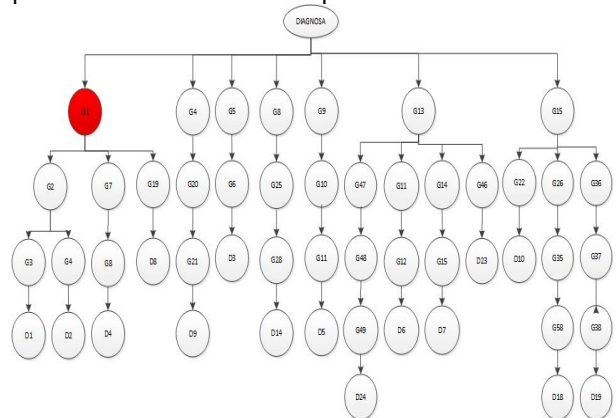 DIAGNOSA
G1 G4 G5 G8 G9 G13 G15
G2 G7 G19 G20 G6 G25 G10 G47 G11 G14 G46 G22 G26 G36
G3 G4 G8 D8 G21 D3 G28 G11 G48 G12 G15 D23 D10 G35 G37
D1 D2 D4 D9 D14 D5 G49 D6 D7 G58 G38
D24 D18 D19